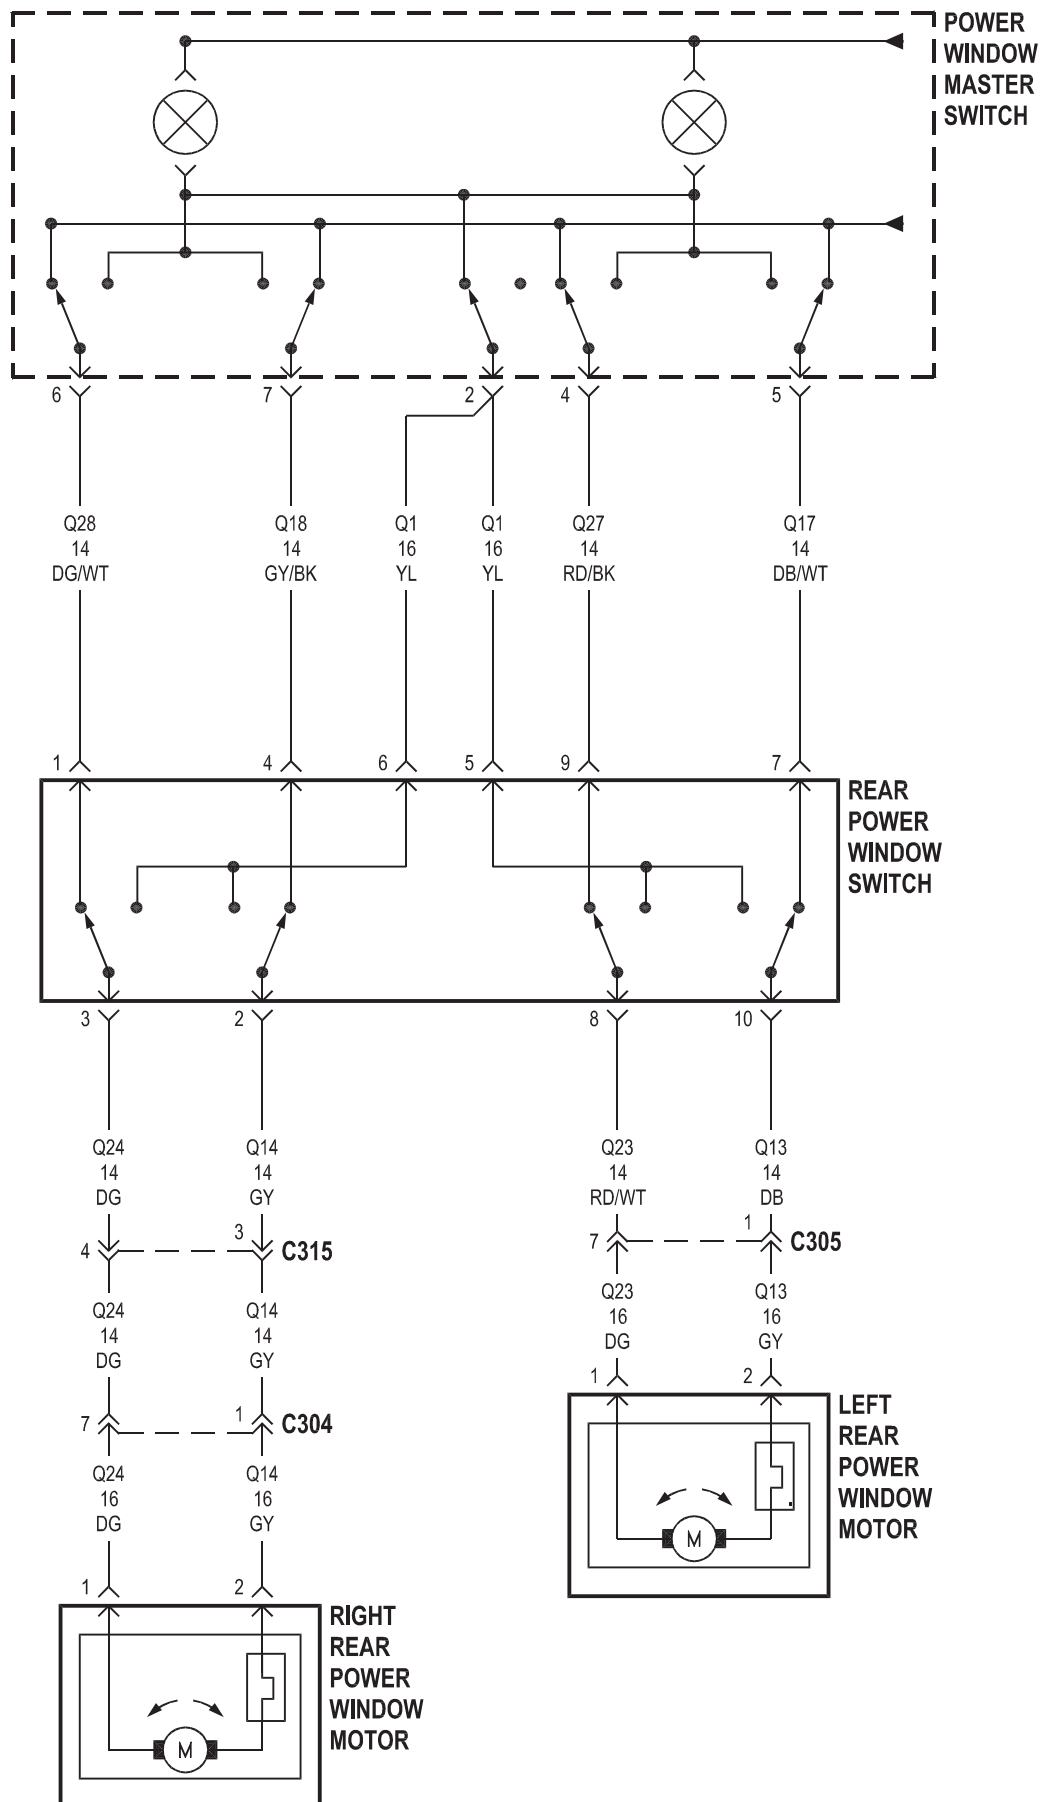 POWER
WINDOW
MASTER
SWITCH
6 7 2 4 5
Q28 Q18 Q1 Q1 Q27 Q17
14 14 16 16 14 14
DG/WT GY/BK YL YL RD/BK DB/WT
1 4 6 5 9 7
REAR
POWER
WINDOW
SWITCH
3 2 8 10
Q24 Q14 Q23 Q13
14 14 14 14
DG GY RD/WT DB
4 3 C315 7 1 C305
Q24 Q14 Q23 Q13
14 14 16 16
DG GY DG GY
1 2
LEFT
REAR
POWER
WINDOW
MOTOR
M
7 1 C304
Q24 Q14
16 16
DG GY
1 2
RIGHT
REAR
POWER
WINDOW
MOTOR
M